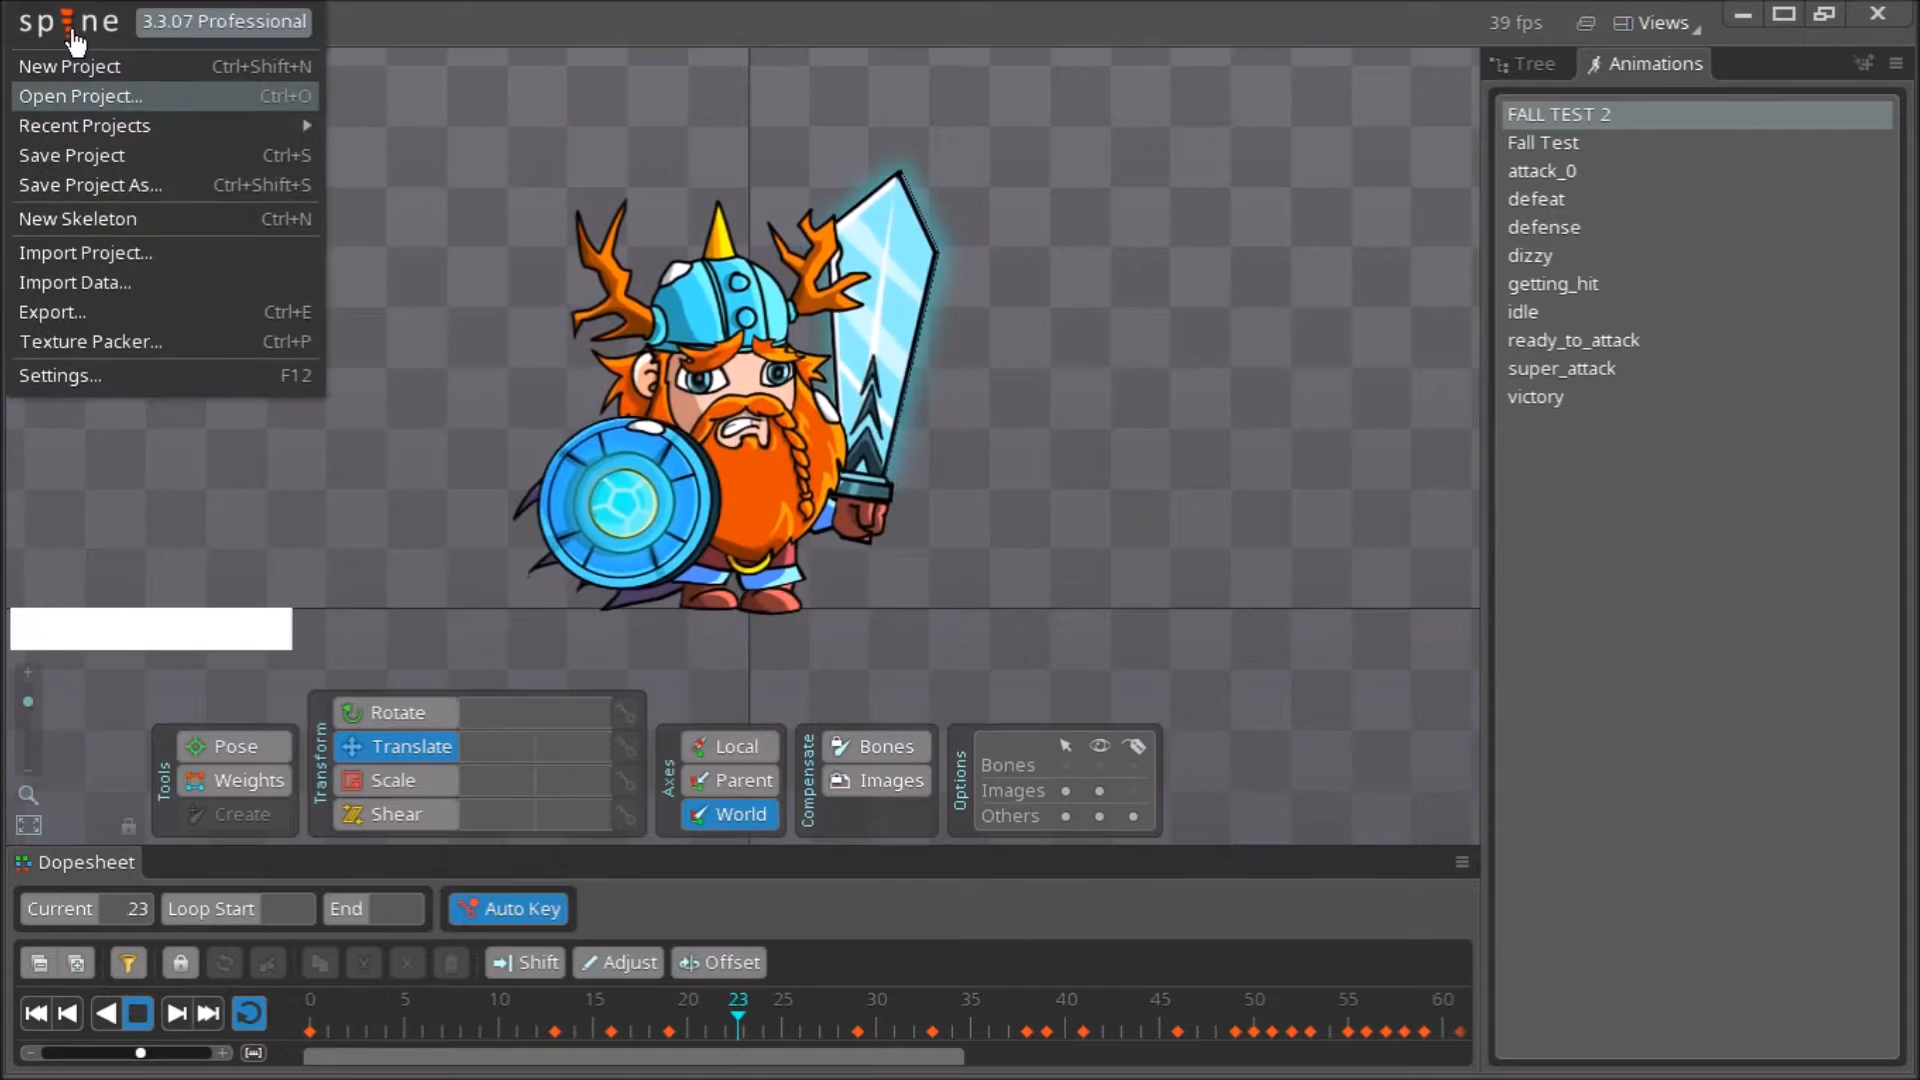 spine 3.3.07 Professional
39 fps
Views
New Project Ctrl+Shift+N
Open Project... Ctrl+O
Recent Projects
Save Project Ctrl+S
Save Project As... Ctrl+Shift+S
New Skeleton Ctrl+N
Import Project...
Import Data...
Export... Ctrl+E
Texture Packer... Ctrl+P
Settings... F12
Tree
Animations
FALL TEST 2
Fall Test
attack_0
defeat
defense
dizzy
getting_hit
idle
ready_to_attack
super_attack
victory
Tools
Pose
Weights
Create
Transform
Rotate
Translate
Scale
Shear
Axes
Local
Parent
World
Compensate
Bones
Images
Options
Bones
Images
Others
Dopesheet
Current 23 Loop Start End Auto Key
Shift Adjust Offset
0 5 10 15 20 23 25 30 35 40 45 50 55 60